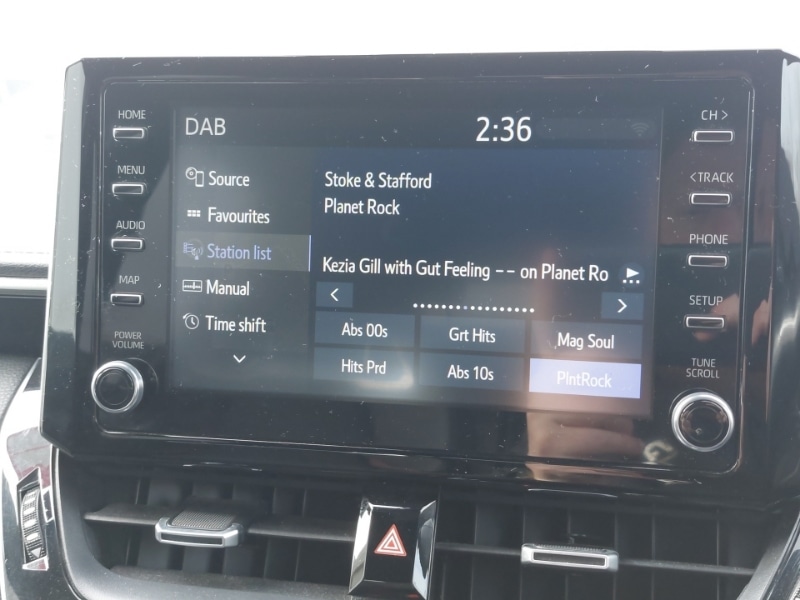 HOME
MENU
AUDIO
MAP
POWER
VOLUME
DAB
2:36
Source
Favourites
Station list
Manual
Time shift
Stoke & Stafford
Planet Rock
Kezia Gill with Gut Feeling -- on Planet Ro
Abs 00s
Grt Hits
Mag Soul
Hits Prd
Abs 10s
PlntRock
CH >
<TRACK
PHONE
SETUP
TUNE
SCROLL